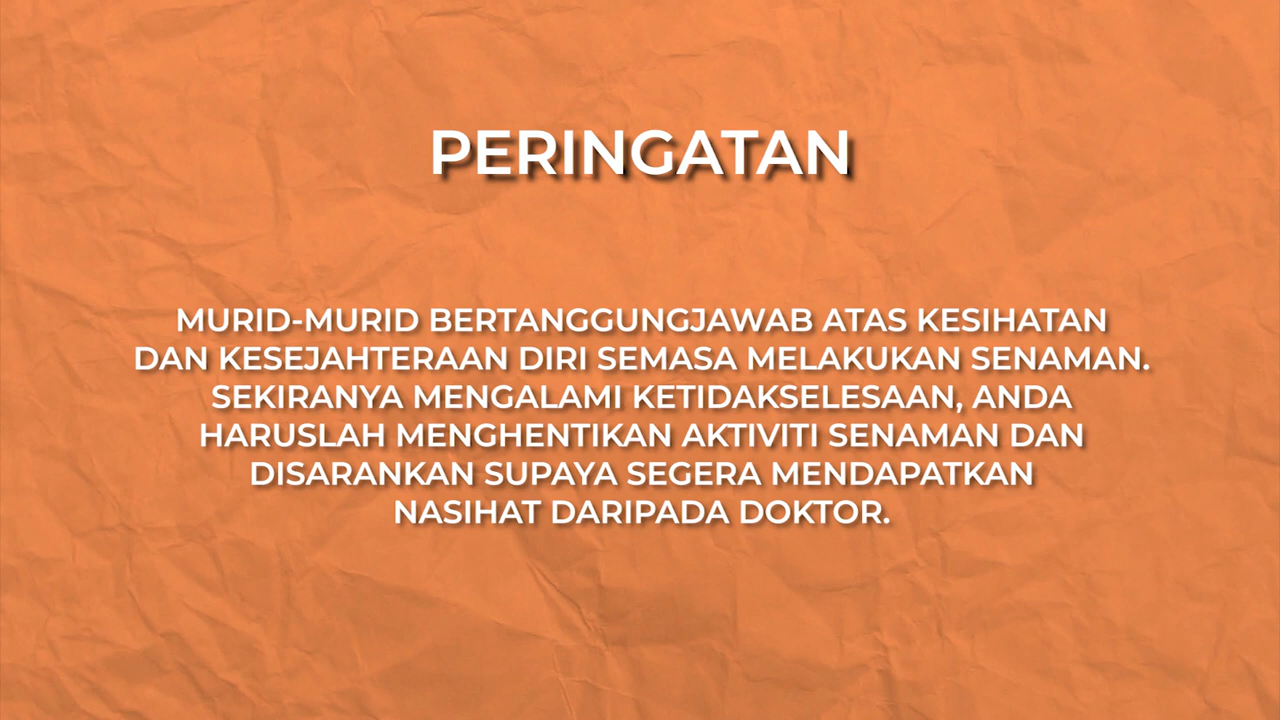 PERINGATAN
MURID-MURID BERTANGGUNGJAWAB ATAS KESIHATAN
DAN KESEJAHTERAAN DIRI SEMASA MELAKUKAN SENAMAN.
SEKIRANYA MENGALAMI KETIDAKSELESAAN, ANDA
HARUSLAH MENGHENTIKAN AKTIVITI SENAMAN DAN
DISARANKAN SUPAYA SEGERA MENDAPATKAN
NASIHAT DARIPADA DOKTOR.